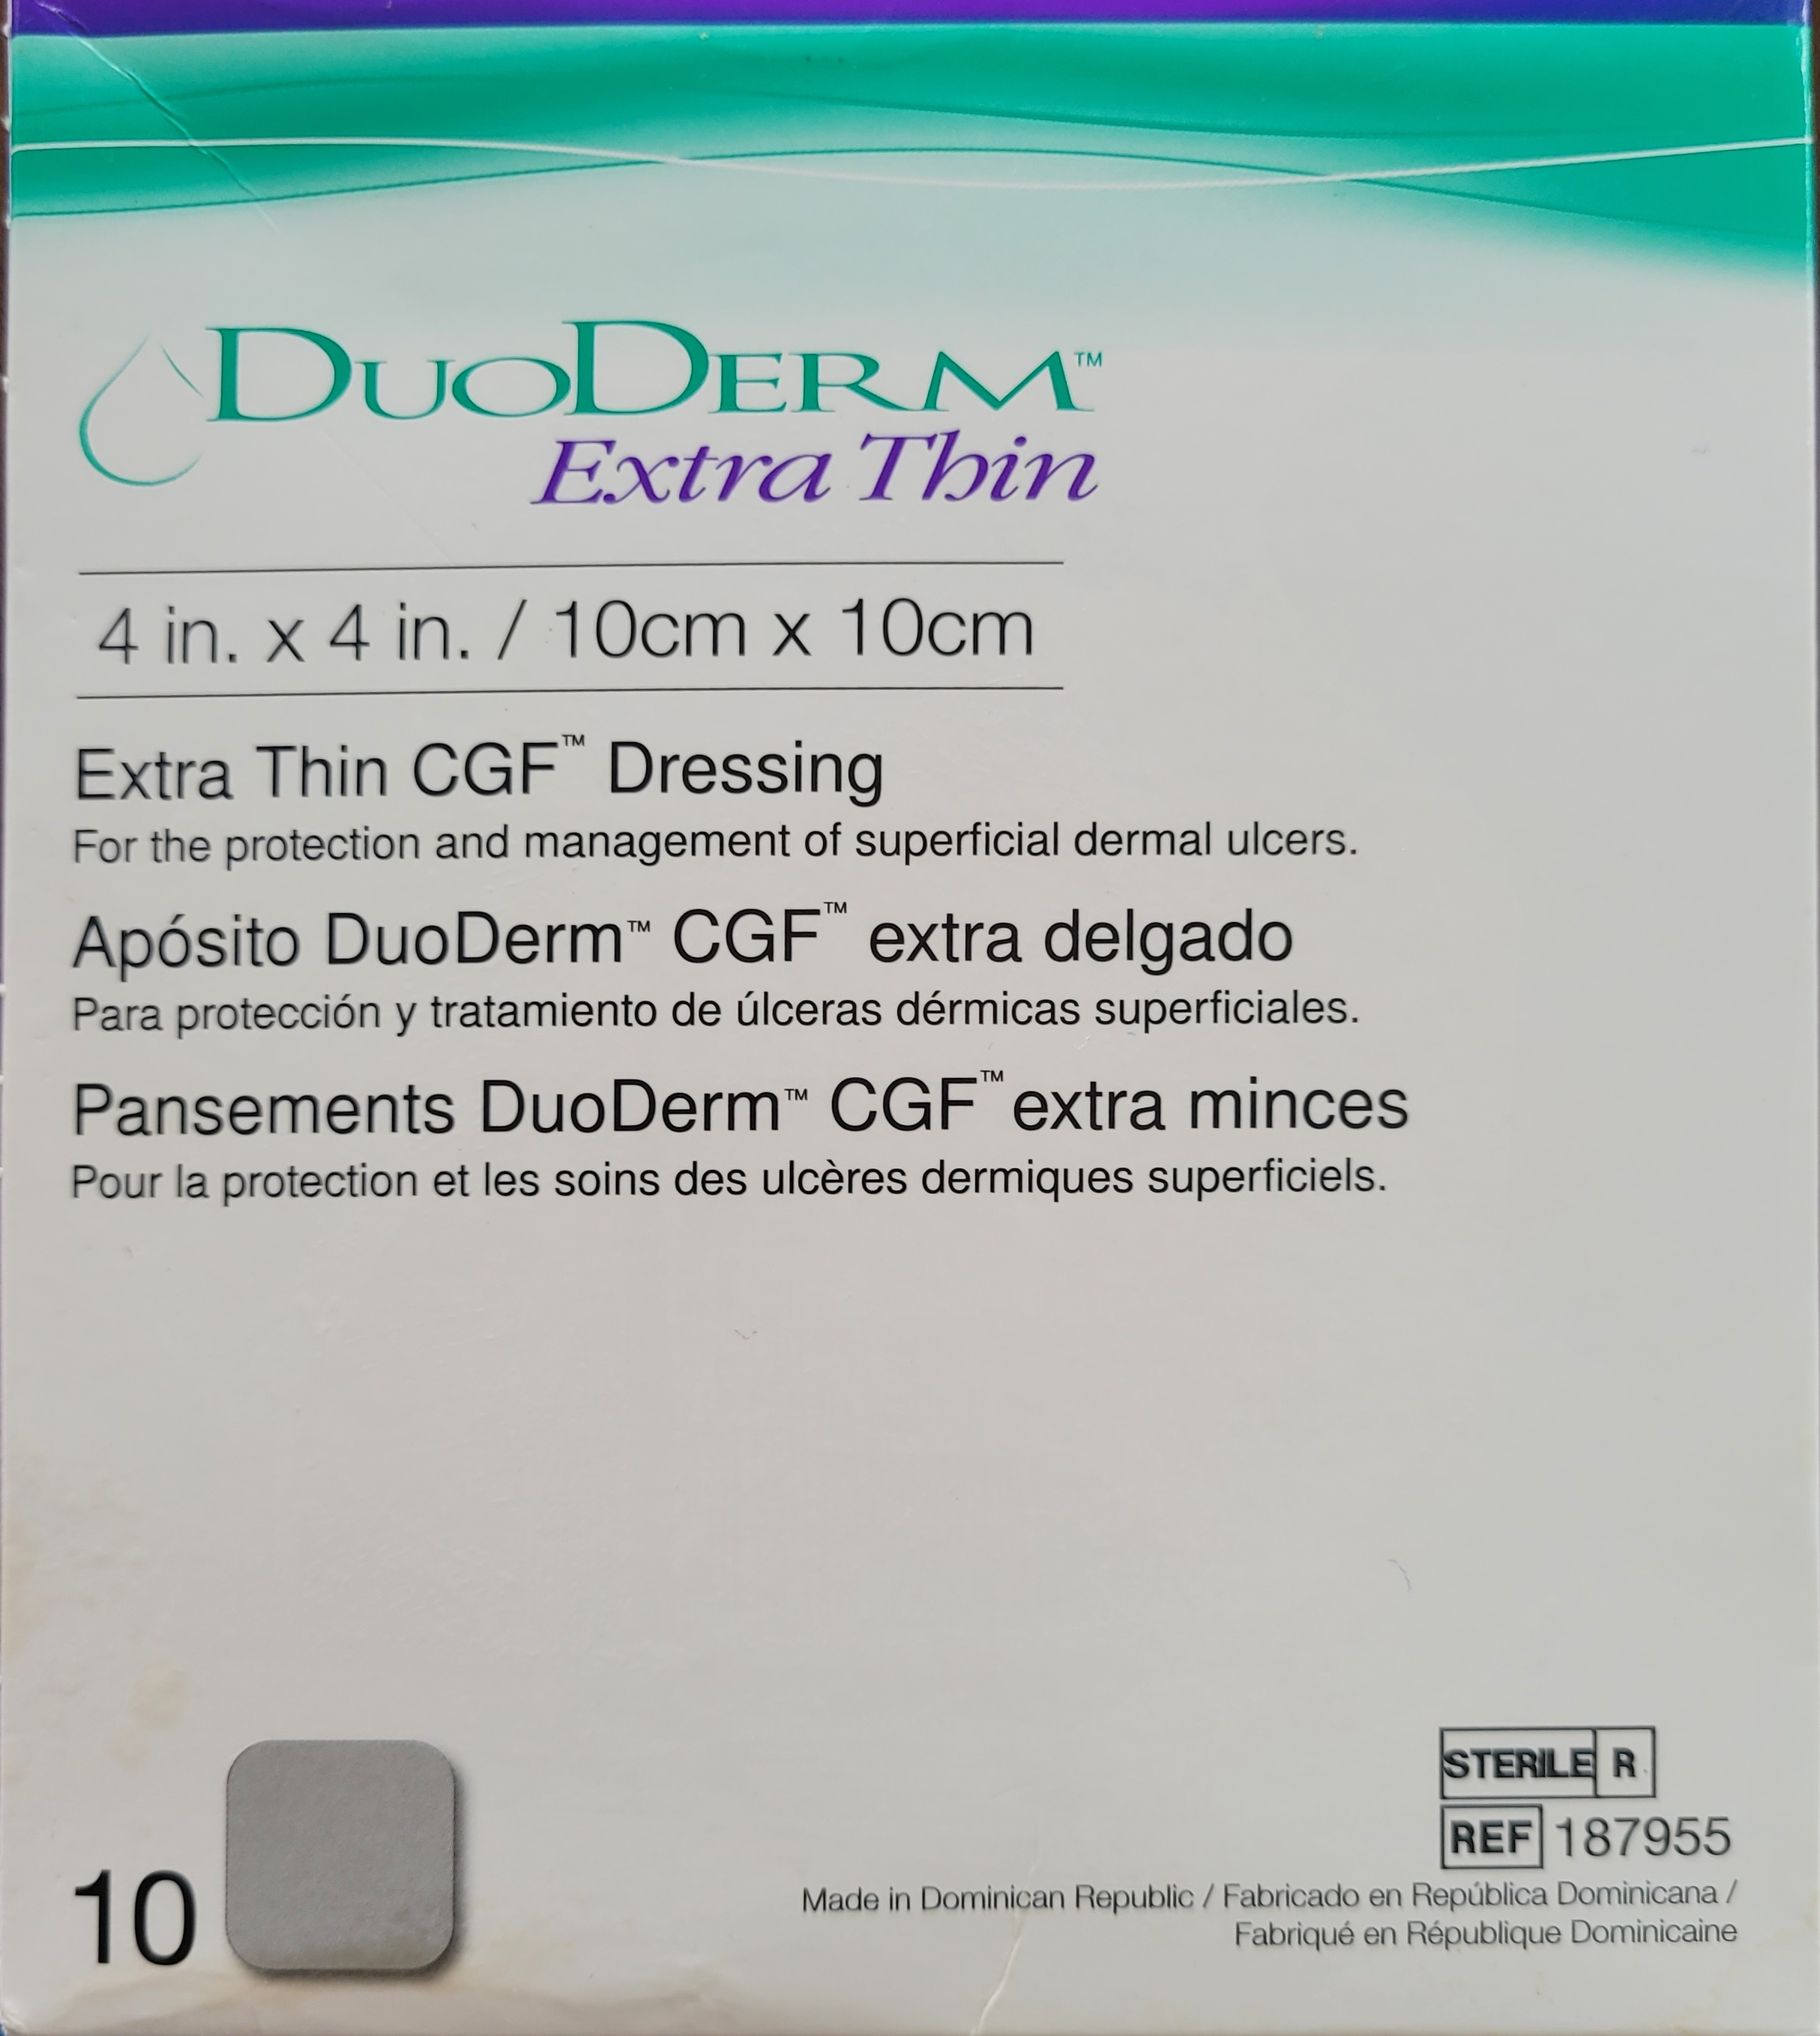 DUODERM™
Extra Thin
4 in. x 4 in. / 10cm x 10cm
Extra Thin CGF™ Dressing
For the protection and management of superficial dermal ulcers.
Apósito DuoDerm™ CGF™ extra delgado
Para protección y tratamiento de úlceras dérmicas superficiales.
Pansements DuoDerm™ CGF™ extra minces
Pour la protection et les soins des ulcères dermiques superficiels.
STERILE R
REF 187955
10
Made in Dominican Republic / Fabricado en República Dominicana /
Fabriqué en République Dominicaine